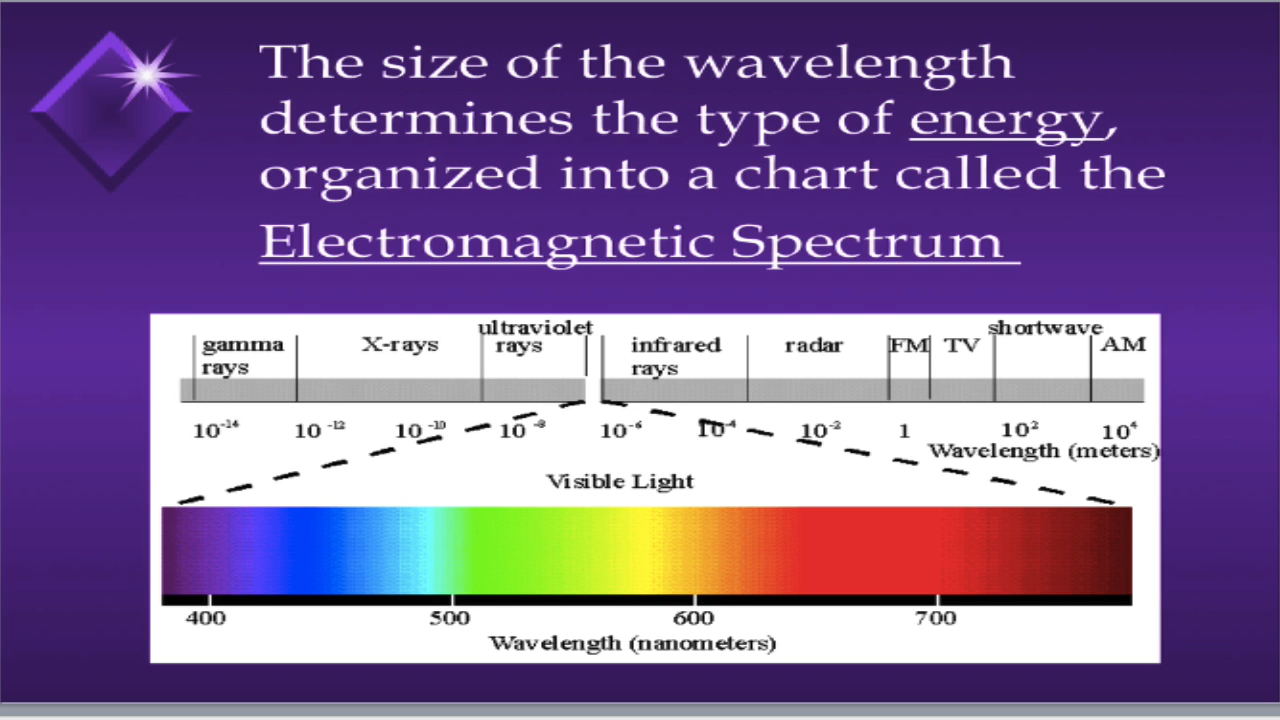 The size of the wavelength
determines the type of energy,
organized into a chart called the
Electromagnetic Spectrum
ultraviolet shortwave
gamma X-rays rays infrared radar FM TV AM
rays rays
10⁻¹⁴ 10⁻¹² 10⁻¹⁰ 10⁻⁸ 10⁻⁶ 10⁻⁴ 10⁻² 1 10² 10⁴
Wavelength (meters)
Visible Light
400 500 600 700
Wavelength (nanometers)